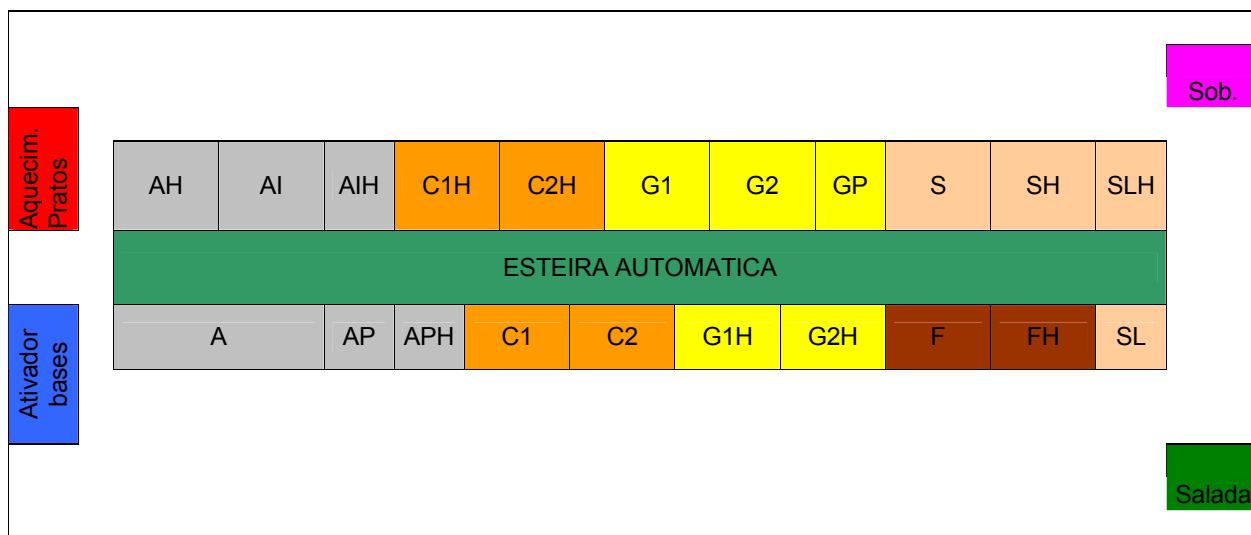 Sob.
Aquecim.
Pratos
AH AI AIH C1H C2H G1 G2 GP S SH SLH
ESTEIRA AUTOMATICA
Ativador
bases
A AP APH C1 C2 G1H G2H F FH SL
Salada